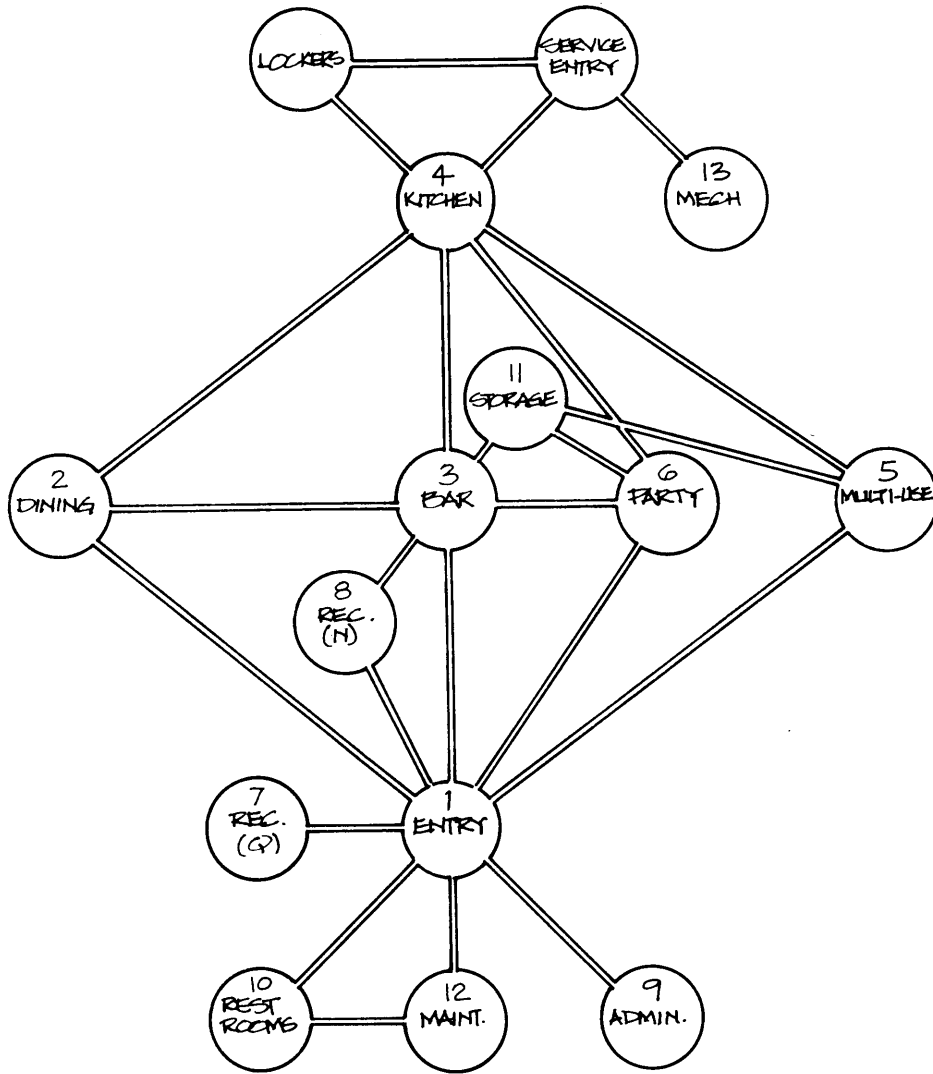 LOCKERS
SERVICE
ENTRY
4
KITCHEN
13
MECH
11
STORAGE
2
DINING
3
BAR
6
PARTY
5
MULTI-USE
8
REC.
(N)
7
REC.
(Q)
1
ENTRY
10
REST
ROOMS
12
MAINT.
9
ADMIN.